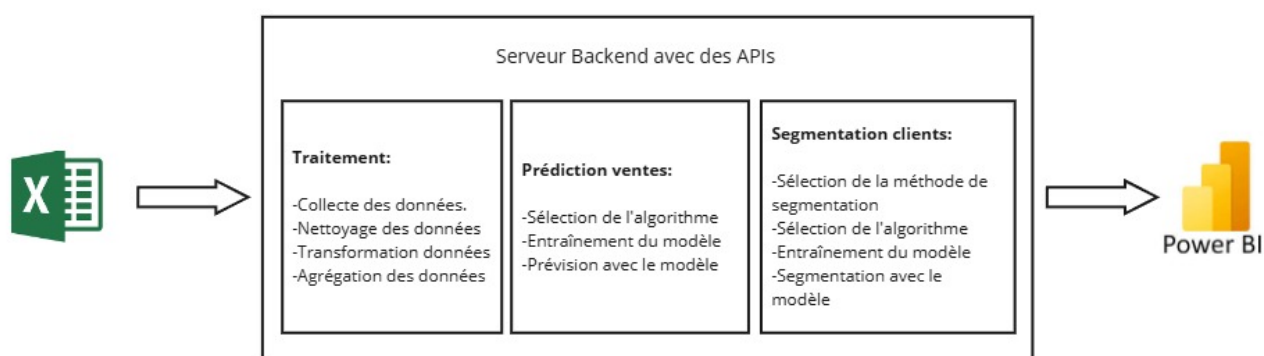 Serveur Backend avec des APIs
Traitement:
-Collecte des données.
-Nettoyage des données
-Transformation données
-Agrégation des données
Prédiction ventes:
-Sélection de l'algorithme
-Entraînement du modèle
-Prévision avec le modèle
Segmentation clients:
-Sélection de la méthode de
segmentation
-Sélection de l'algorithme
-Entraînement du modèle
-Segmentation avec le
modèle
X
Power BI